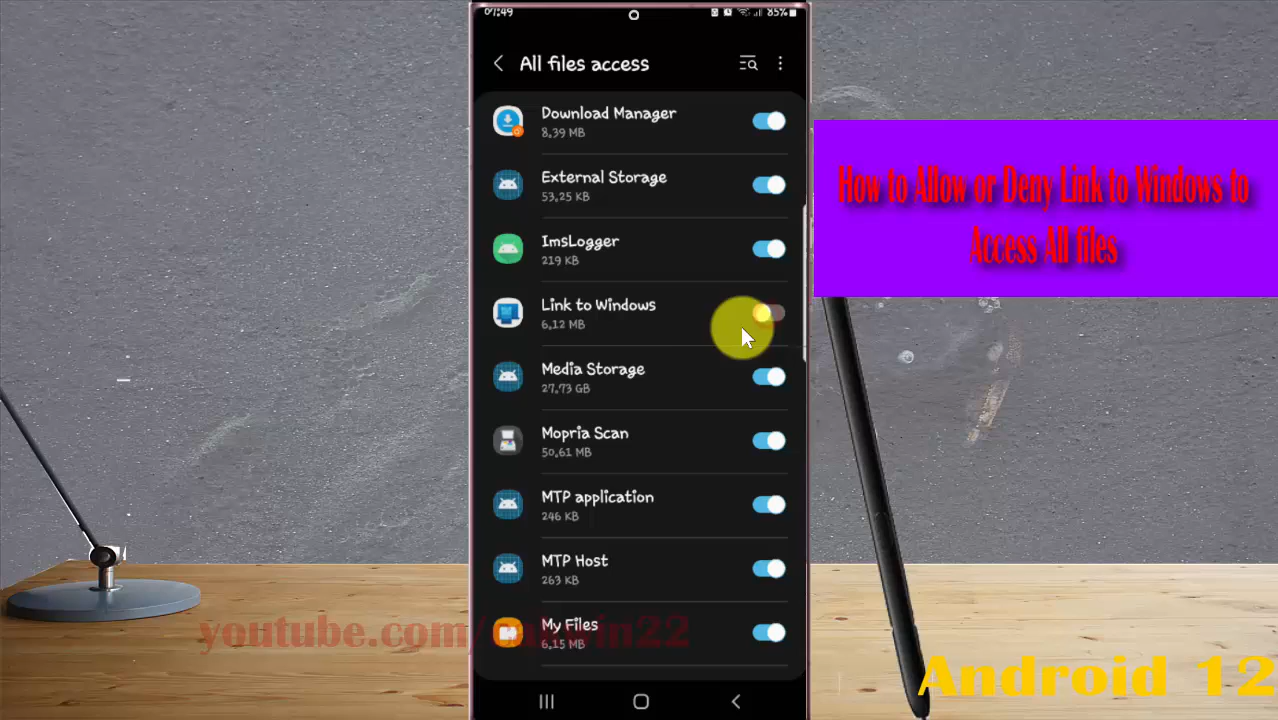 07:49
85%
All files access
Download Manager
8,39 MB
External Storage
53,25 KB
ImsLogger
219 KB
Link to Windows
6,12 MB
Media Storage
27,73 GB
Mopria Scan
50,61 MB
MTP application
246 KB
MTP Host
263 KB
My Files
6,15 MB
How to Allow or Deny Link to Windows to
Access All files
Android 12